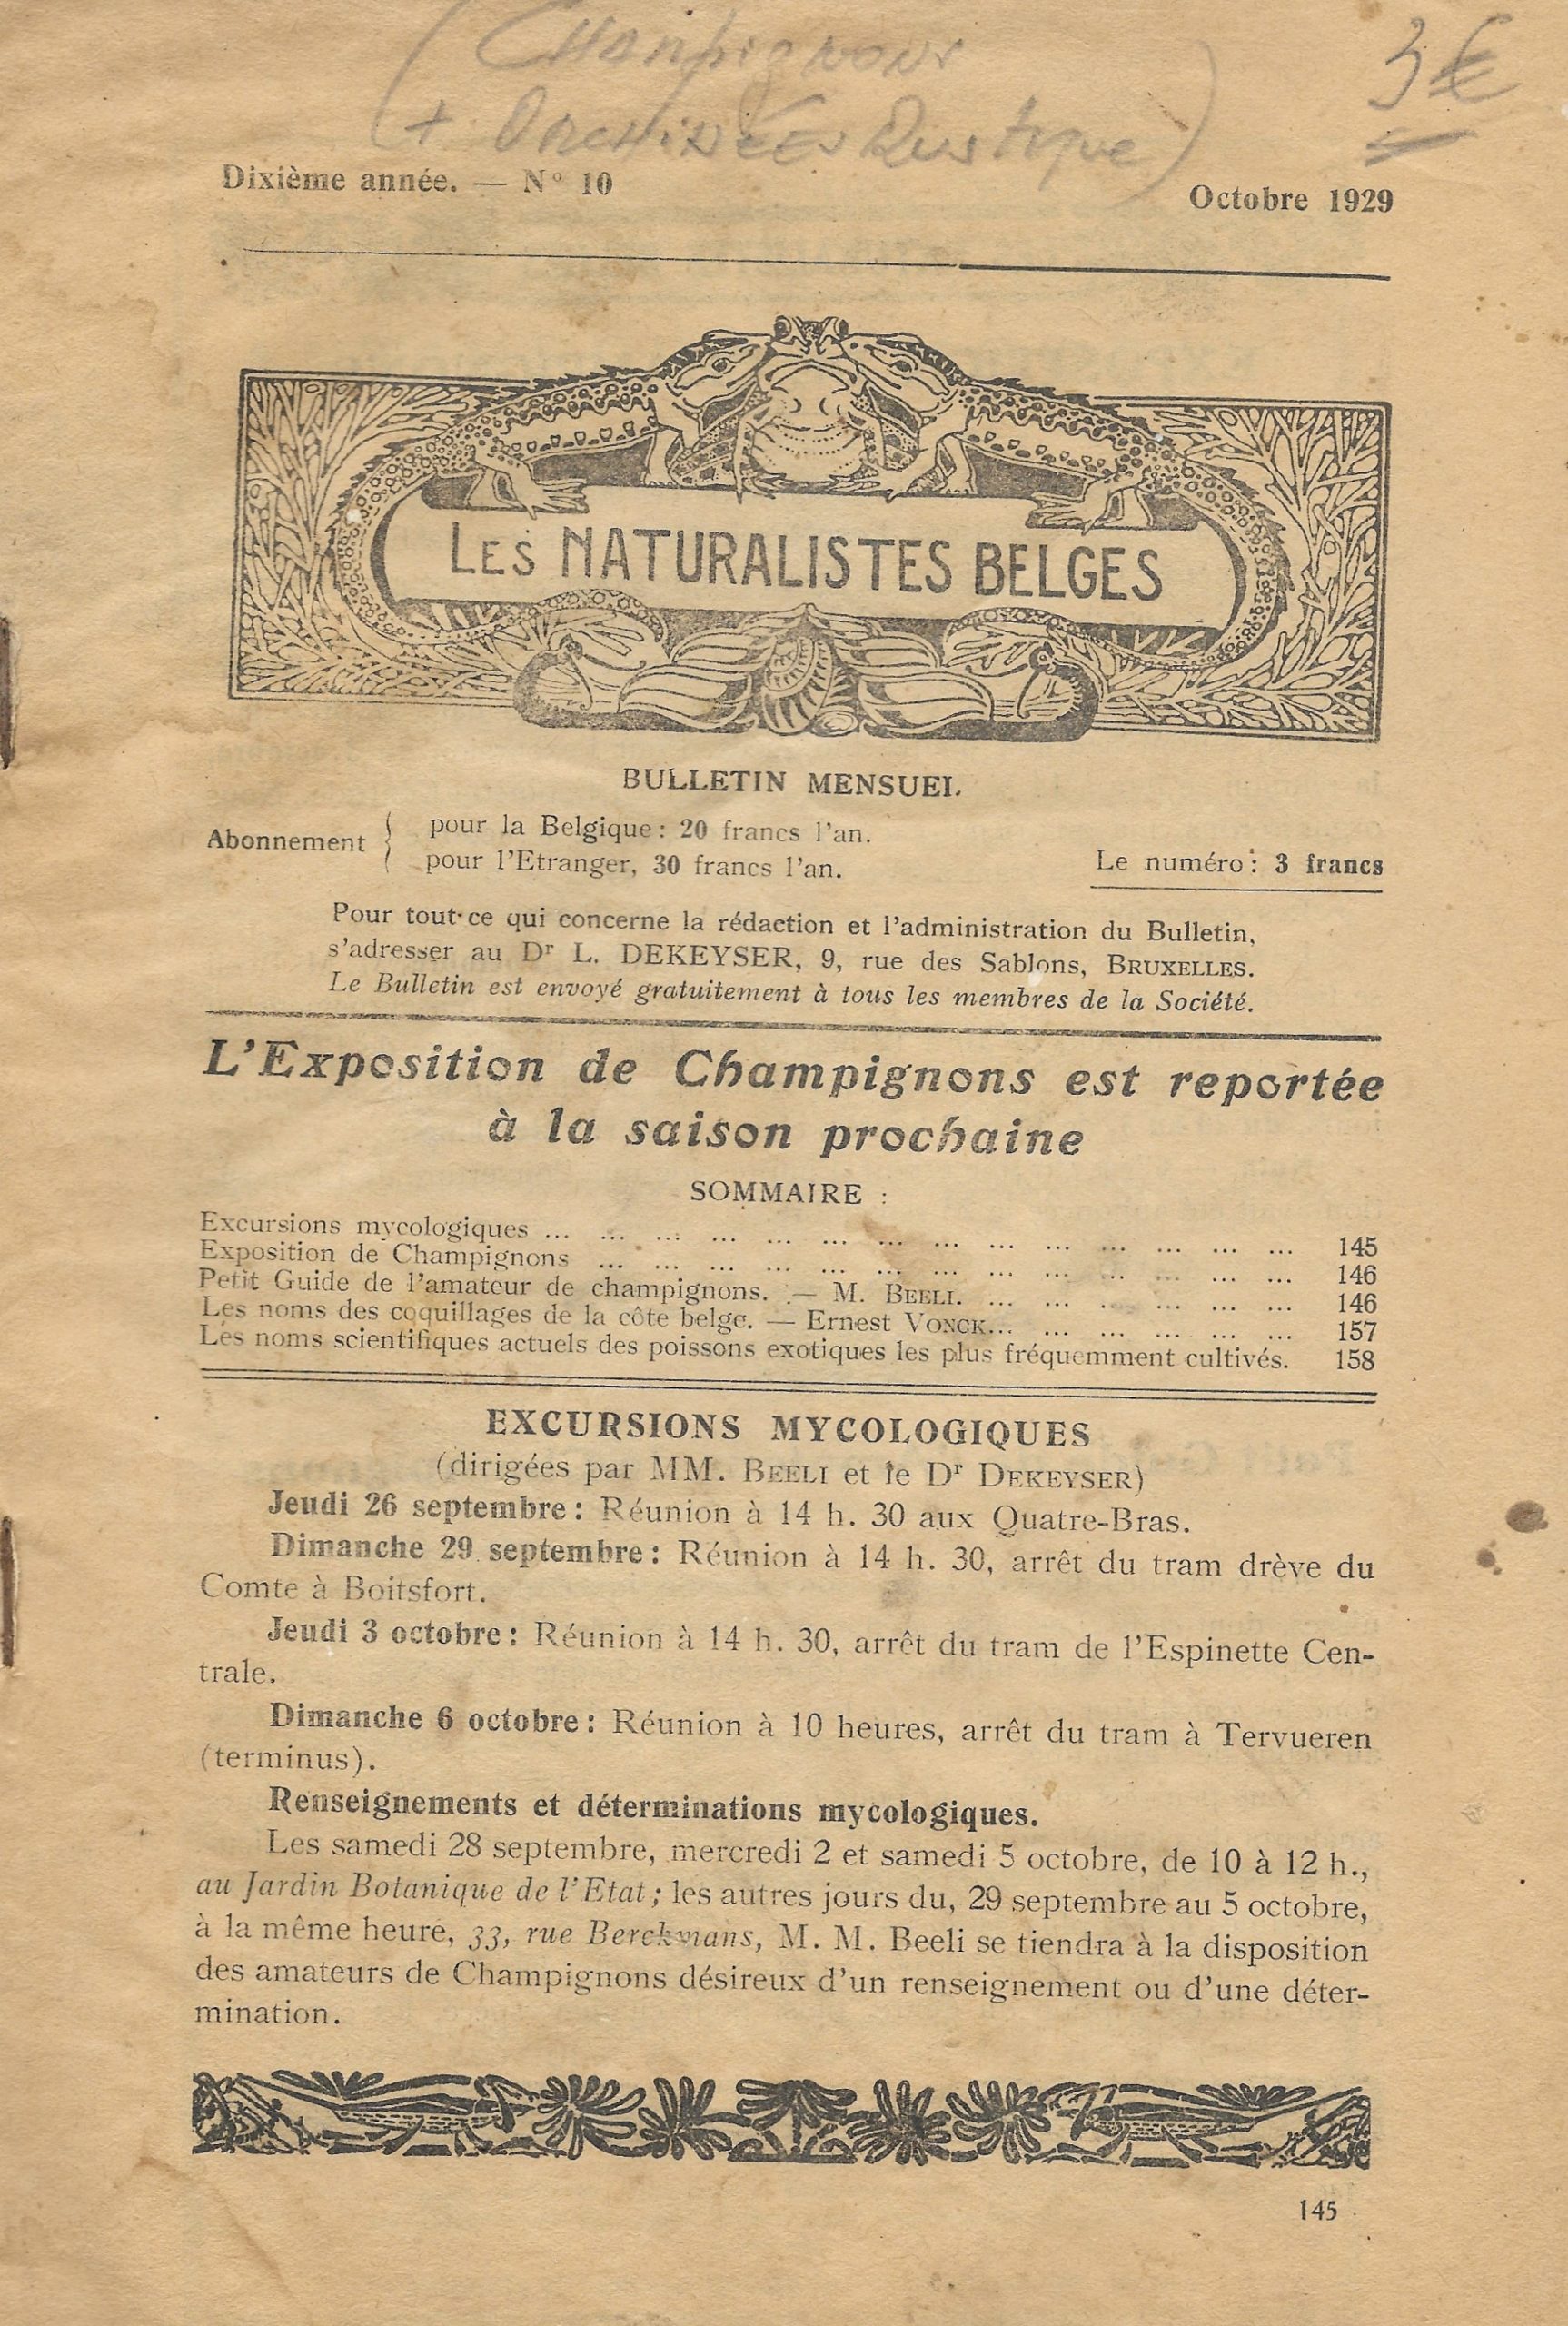 (Champignons
+ Orchidées Rustique)
3€
Dixième année. — N° 10
Octobre 1929
LES NATURALISTES BELGES
BULLETIN MENSUEL
Abonnement { pour la Belgique : 20 francs l'an.
pour l'Etranger, 30 francs l'an.
Le numéro : 3 francs
Pour tout ce qui concerne la rédaction et l'administration du Bulletin,
s'adresser au Dr L. DEKEYSER, 9, rue des Sablons, BRUXELLES.
Le Bulletin est envoyé gratuitement à tous les membres de la Société.
L'Exposition de Champignons est reportée
à la saison prochaine
SOMMAIRE :
Excursions mycologiques ... ... ... ... ... ... ... ... ... ... ... ... ... ... 145
Exposition de Champignons ... ... ... ... ... ... ... ... ... ... ... ... ... 146
Petit Guide de l'amateur de champignons. — M. BEELI. ... ... ... ... ... ... 146
Les noms des coquillages de la côte belge. — Ernest VONCK... ... ... ... ... ... 157
Les noms scientifiques actuels des poissons exotiques les plus fréquemment cultivés. 158
EXCURSIONS MYCOLOGIQUES
(dirigées par MM. BEELI et le Dr DEKEYSER)
Jeudi 26 septembre : Réunion à 14 h. 30 aux Quatre-Bras.
Dimanche 29 septembre : Réunion à 14 h. 30, arrêt du tram drève du
Comte à Boitsfort.
Jeudi 3 octobre : Réunion à 14 h. 30, arrêt du tram de l'Espinette Cen-
trale.
Dimanche 6 octobre : Réunion à 10 heures, arrêt du tram à Tervueren
(terminus).
Renseignements et déterminations mycologiques.
Les samedi 28 septembre, mercredi 2 et samedi 5 octobre, de 10 à 12 h.,
au Jardin Botanique de l'Etat ; les autres jours du, 29 septembre au 5 octobre,
à la même heure, 33, rue Berckmans, M. M. Beeli se tiendra à la disposition
des amateurs de Champignons désireux d'un renseignement ou d'une déter-
mination.
145